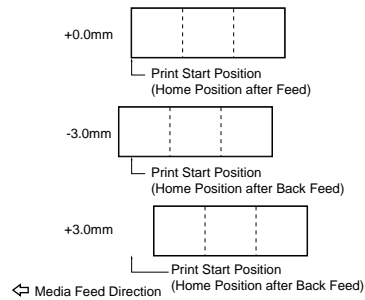 +0.0mm
Print Start Position
(Home Position after Feed)
-3.0mm
Print Start Position
(Home Position after Back Feed)
+3.0mm
Print Start Position
(Home Position after Back Feed)
Media Feed Direction